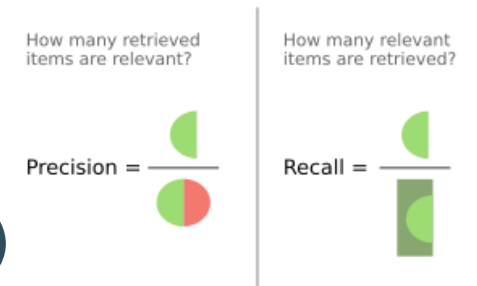 How many retrieved
items are relevant?
Precision =
How many relevant
items are retrieved?
Recall =